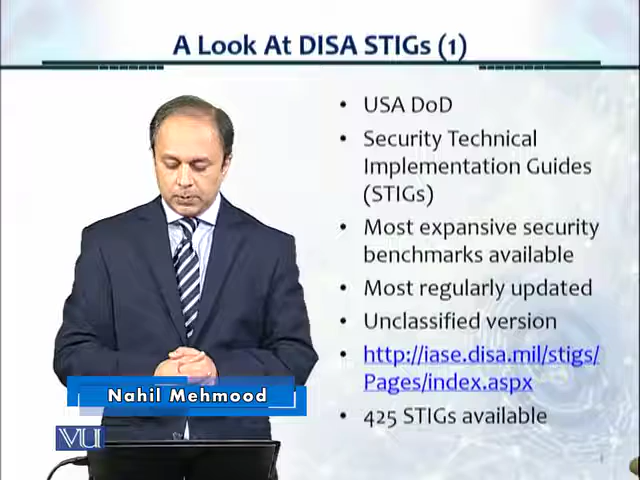 A Look At DISA STIGs (1)
• USA DoD
• Security Technical
Implementation Guides
(STIGs)
• Most expansive security
benchmarks available
• Most regularly updated
• Unclassified version
• http://iase.disa.mil/stigs/
Pages/index.aspx
• 425 STIGs available
Nahil Mehmood
VU